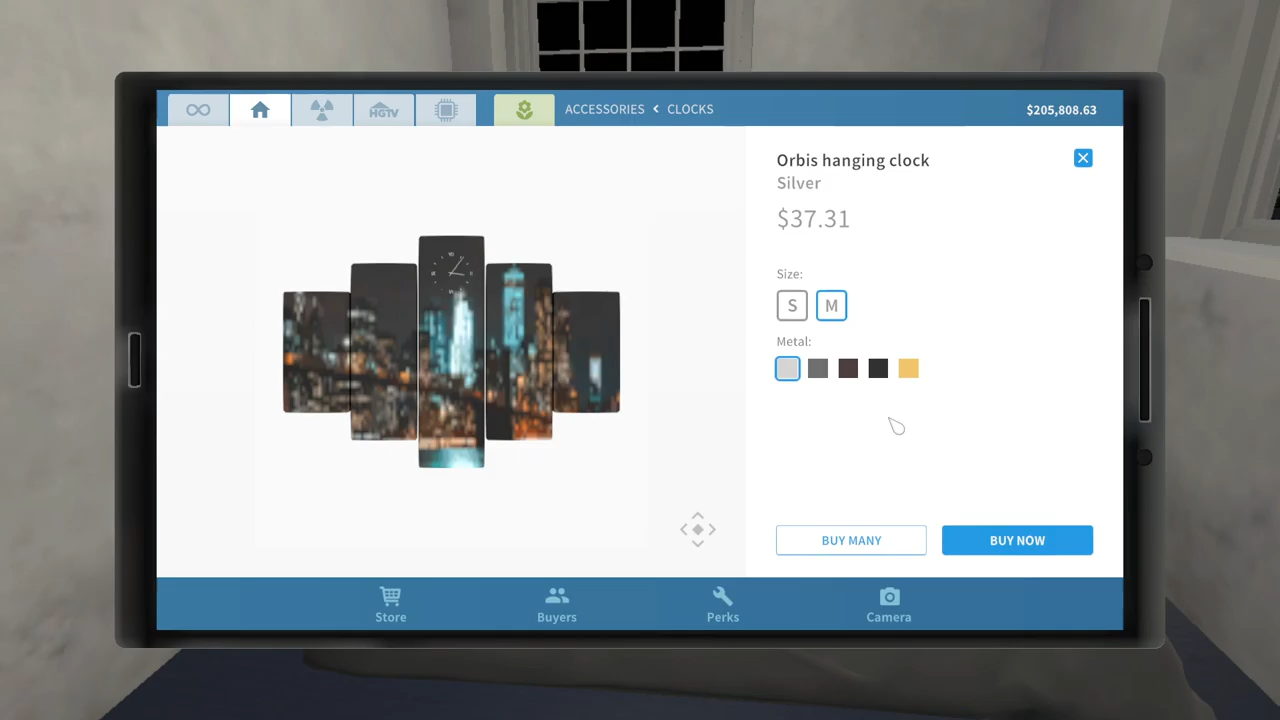 HGTV
ACCESSORIES < CLOCKS
$205,808.63
Orbis hanging clock
Silver
$37.31
Size:
S M
Metal:
BUY MANY
BUY NOW
Store
Buyers
Perks
Camera